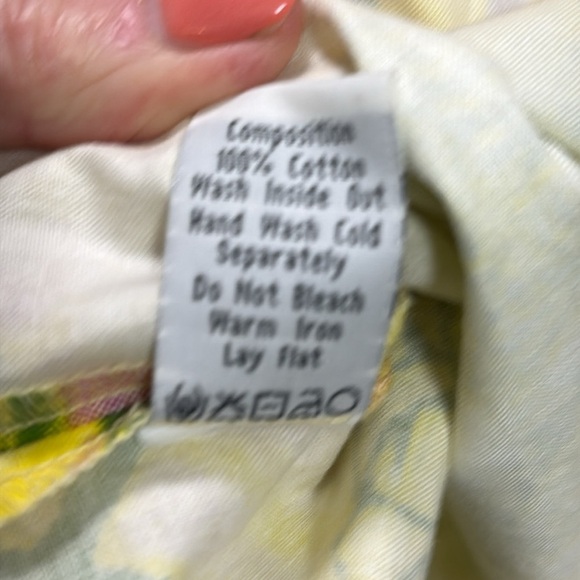 Composition
100% Cotton
Wash Inside Out
Hand Wash Cold
Separately
Do Not Bleach
Warm Iron
Lay Flat